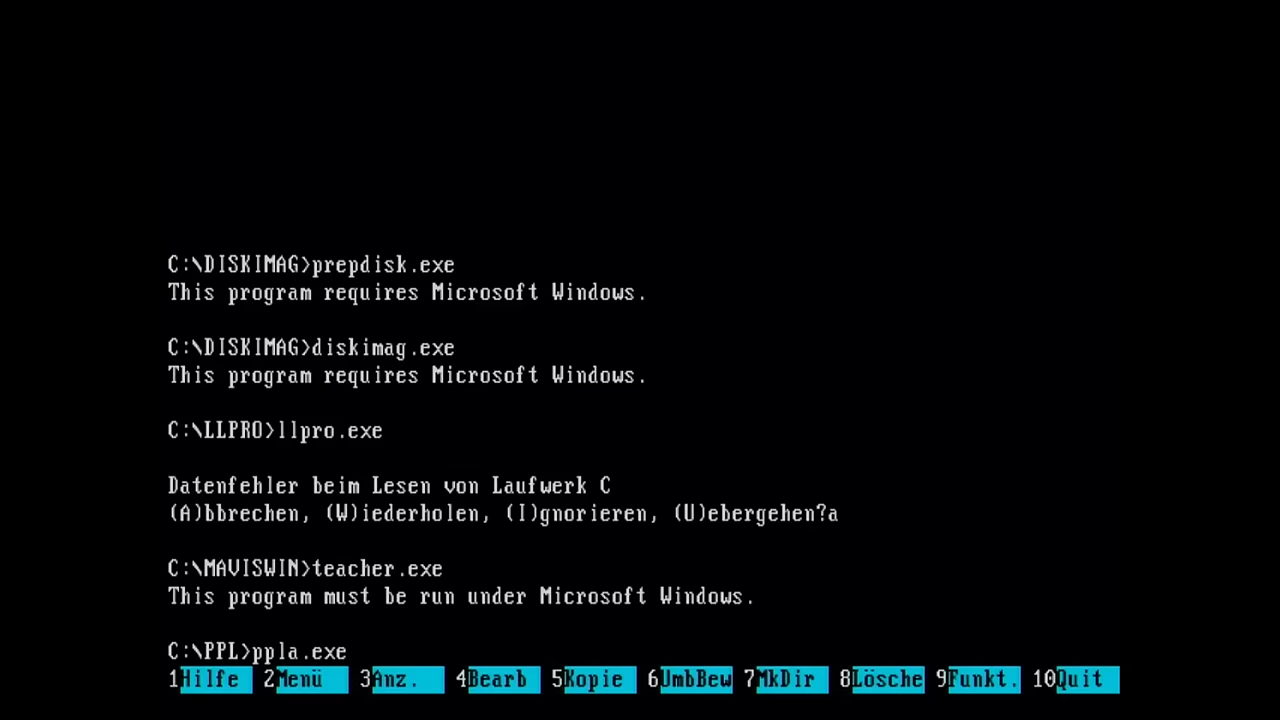 C:\DISKIMAG>prepdisk.exe
This program requires Microsoft Windows.
C:\DISKIMAG>diskimag.exe
This program requires Microsoft Windows.
C:\LLPRO>llpro.exe
Datenfehler beim Lesen von Laufwerk C
(A)bbrechen, (W)iederholen, (I)gnorieren, (U)ebergehen?a
C:\MAVISWIN>teacher.exe
This program must be run under Microsoft Windows.
C:\PPL>ppla.exe
1Hilfe 2Menü 3Anz. 4Bearb 5Kopie 6UmbBew 7MkDir 8Lösche 9Funkt. 10Quit